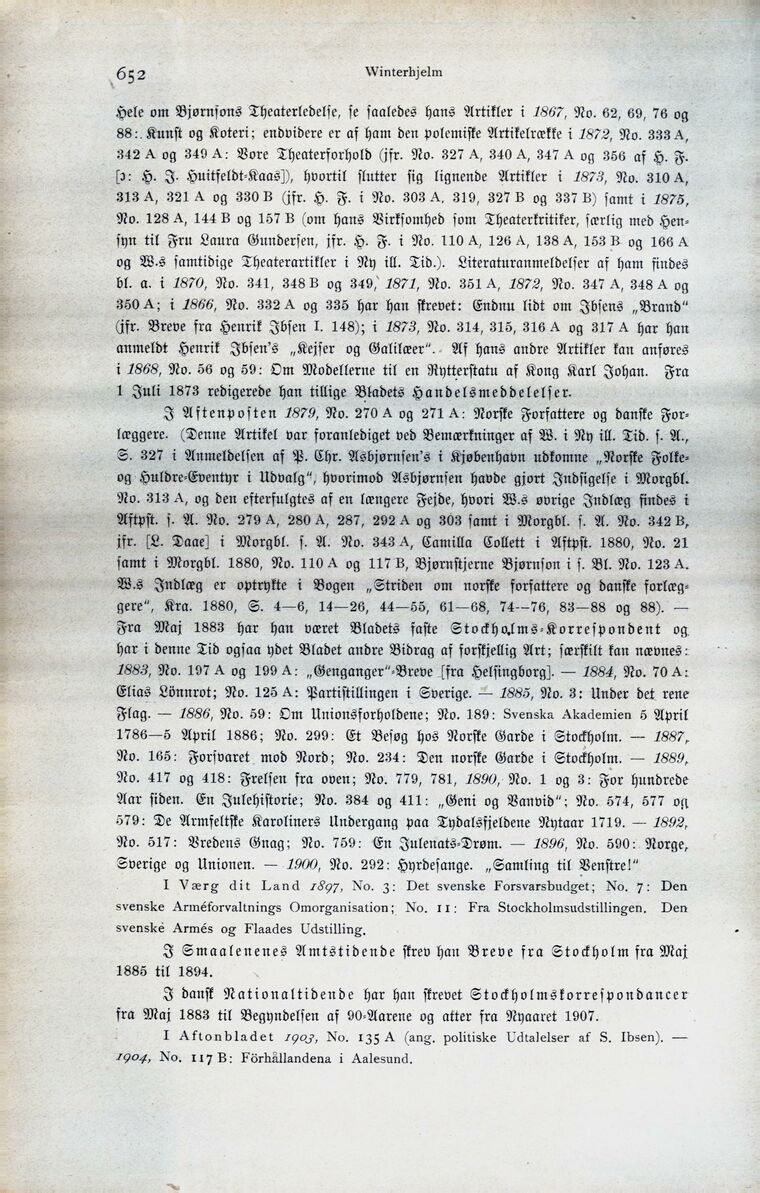 652
Winterhjelm
Hele om Bjørnsons Theaterledelse, se saaledes hans Artikler i 1867, No. 62, 69, 76 og
88: Kunst og Koteri; endvidere er af ham den polemiske Artikelrække i 1872, No. 333 A,
342 A og 349 A: Vore Theaterforhold (jfr. No. 327 A, 340 A, 347 A og 356 af H. F.
[ɔ: H. J. Huitfeldt-Kaas]), hvortil slutter sig lignende Artikler i 1873, No. 310 A,
313 A, 321 A og 330 B (jfr. H. F. i No. 303 A, 319, 327 B og 337 B) samt i 1875,
No. 128 A, 144 B og 157 B (om hans Virksomhed som Theaterkritiker, særlig med Hen-
syn til Fru Laura Gundersen, jfr. H. F. i No. 110 A, 126 A, 138 A, 153 B og 166 A
og W.s samtidige Theaterartikler i Ny ill. Tid.). Literaturanmeldelser af ham findes
bl. a. i 1870, No. 341, 348 B og 349, 1871, No. 351 A, 1872, No. 347 A, 348 A og
350 A; i 1866, No. 332 A og 335 har han skrevet: Endnu lidt om Ibsens „Brand“
(jfr. Breve fra Henrik Ibsen I. 148); i 1873, No. 314, 315, 316 A og 317 A har han
anmeldt Henrik Ibsen's „Kejser og Galilæer“. Af hans andre Artikler kan anføres
i 1868, No. 56 og 59: Om Modellerne til en Rytterstatu af Kong Karl Johan. Fra
1 Juli 1873 redigerede han tillige Bladets Handelsmeddelelser.
I Aftenposten 1879, No. 270 A og 271 A: Norske Forfattere og danske For-
læggere. (Denne Artikel var foranlediget ved Bemærkninger af W. i Ny ill. Tid. s. A.,
S. 327 i Anmeldelsen af P. Chr. Asbjørnsen's i Kjøbenhavn udkomne „Norske Folke-
og Huldre-Eventyr i Udvalg“, hvorimod Asbjørnsen havde gjort Indsigelse i Morgbl.
No. 313 A, og den efterfulgtes af en længere Fejde, hvori W.s øvrige Indlæg findes i
Aftpst. s. A. No. 279 A, 280 A, 287, 292 A og 303 samt i Morgbl. s. A. No. 342 B,
jfr. [L. Daae] i Morgbl. s. A. No. 343 A, Camilla Collett i Aftpst. 1880, No. 21
samt i Morgbl. 1880, No. 110 A og 117 B, Bjørnstjerne Bjørnson i s. Bl. No. 123 A.
W.s Indlæg er optrykte i Bogen „Striden om norske forfattere og danske forlæg-
gere“, Kra. 1880, S. 4—6, 14—26, 44—55, 61—68, 74—76, 83—88 og 88). —
Fra Maj 1883 har han været Bladets faste Stockholms-Korrespondent og
har i denne Tid ogsaa ydet Bladet andre Bidrag af forskjellig Art; særskilt kan nævnes:
1883, No. 197 A og 199 A: „Genganger“-Breve [fra Helsingborg]. — 1884, No. 70 A:
Elias Lönnrot; No. 125 A: Partistillingen i Sverige. — 1885, No. 3: Under det rene
Flag. — 1886, No. 59: Om Unionsforholdene; No. 189: Svenska Akademien 5 April
1786—5 April 1886; No. 299: Et Besøg hos Norske Garde i Stockholm. — 1887,
No. 165: Forsvaret mod Nord; No. 234: Den norske Garde i Stockholm. — 1889,
No. 417 og 418: Frelsen fra oven; No. 779, 781, 1890, No. 1 og 3: For hundrede
Aar siden. En Julehistorie; No. 384 og 411: „Geni og Vanvid“; No. 574, 577 og
579: De Armfeltske Karoliners Undergang paa Tydalsfjeldene Nytaar 1719. — 1892,
No. 517: Vredens Gnag; No. 759: En Julenats-Drøm. — 1896, No. 590: Norge,
Sverige og Unionen. — 1900, No. 292: Hyrdesange. „Samling til Venstre!“
I Værg dit Land 1897, No. 3: Det svenske Forsvarsbudget; No. 7: Den
svenske Arméforvaltnings Omorganisation; No. 11: Fra Stockholmsudstillingen. Den
svenske Armés og Flaades Udstilling.
I Smaalenenes Amtstidende skrev han Breve fra Stockholm fra Maj
1885 til 1894.
I dansk Nationaltidende har han skrevet Stockholmskorrespondancer
fra Maj 1883 til Begyndelsen af 90-Aarene og atter fra Nyaaret 1907.
I Aftonbladet 1903, No. 135 A (ang. politiske Udtalelser af S. Ibsen). —
1904, No. 117 B: Förhållandena i Aalesund.